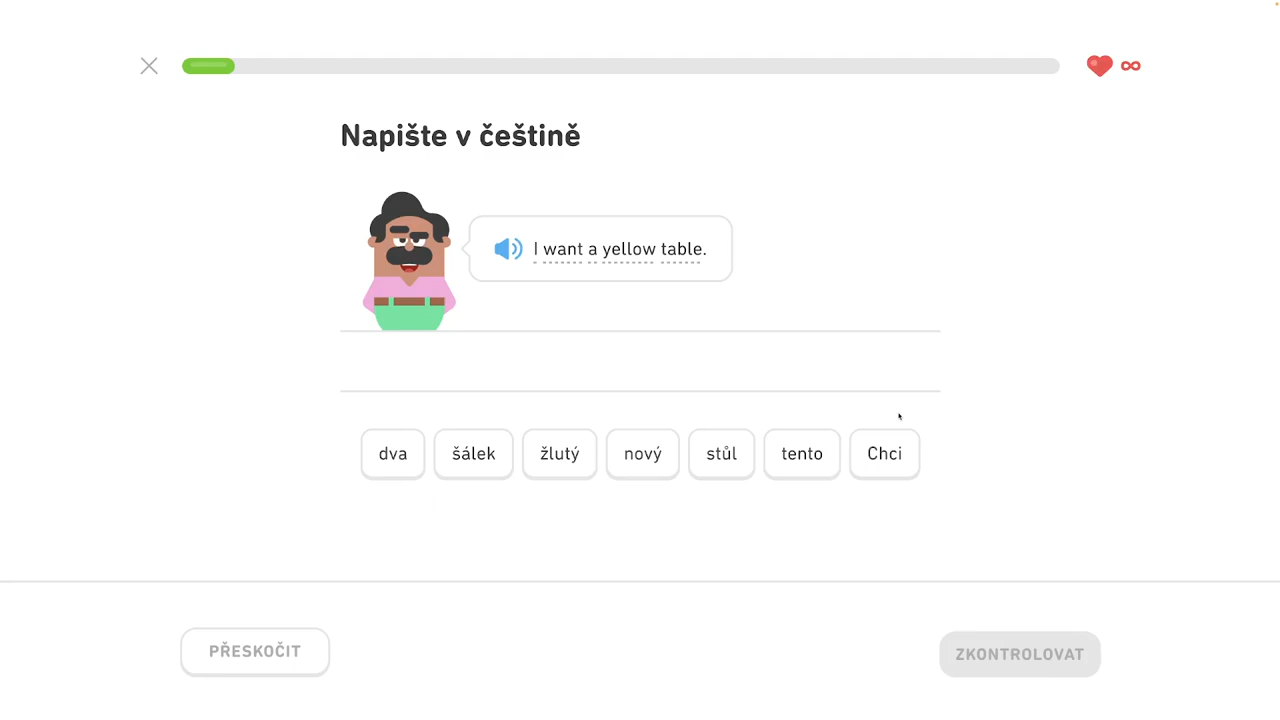 Napište v češtině
I want a yellow table.
dva šálek žlutý nový stůl tento Chci
PŘESKOČIT ZKONTROLOVAT